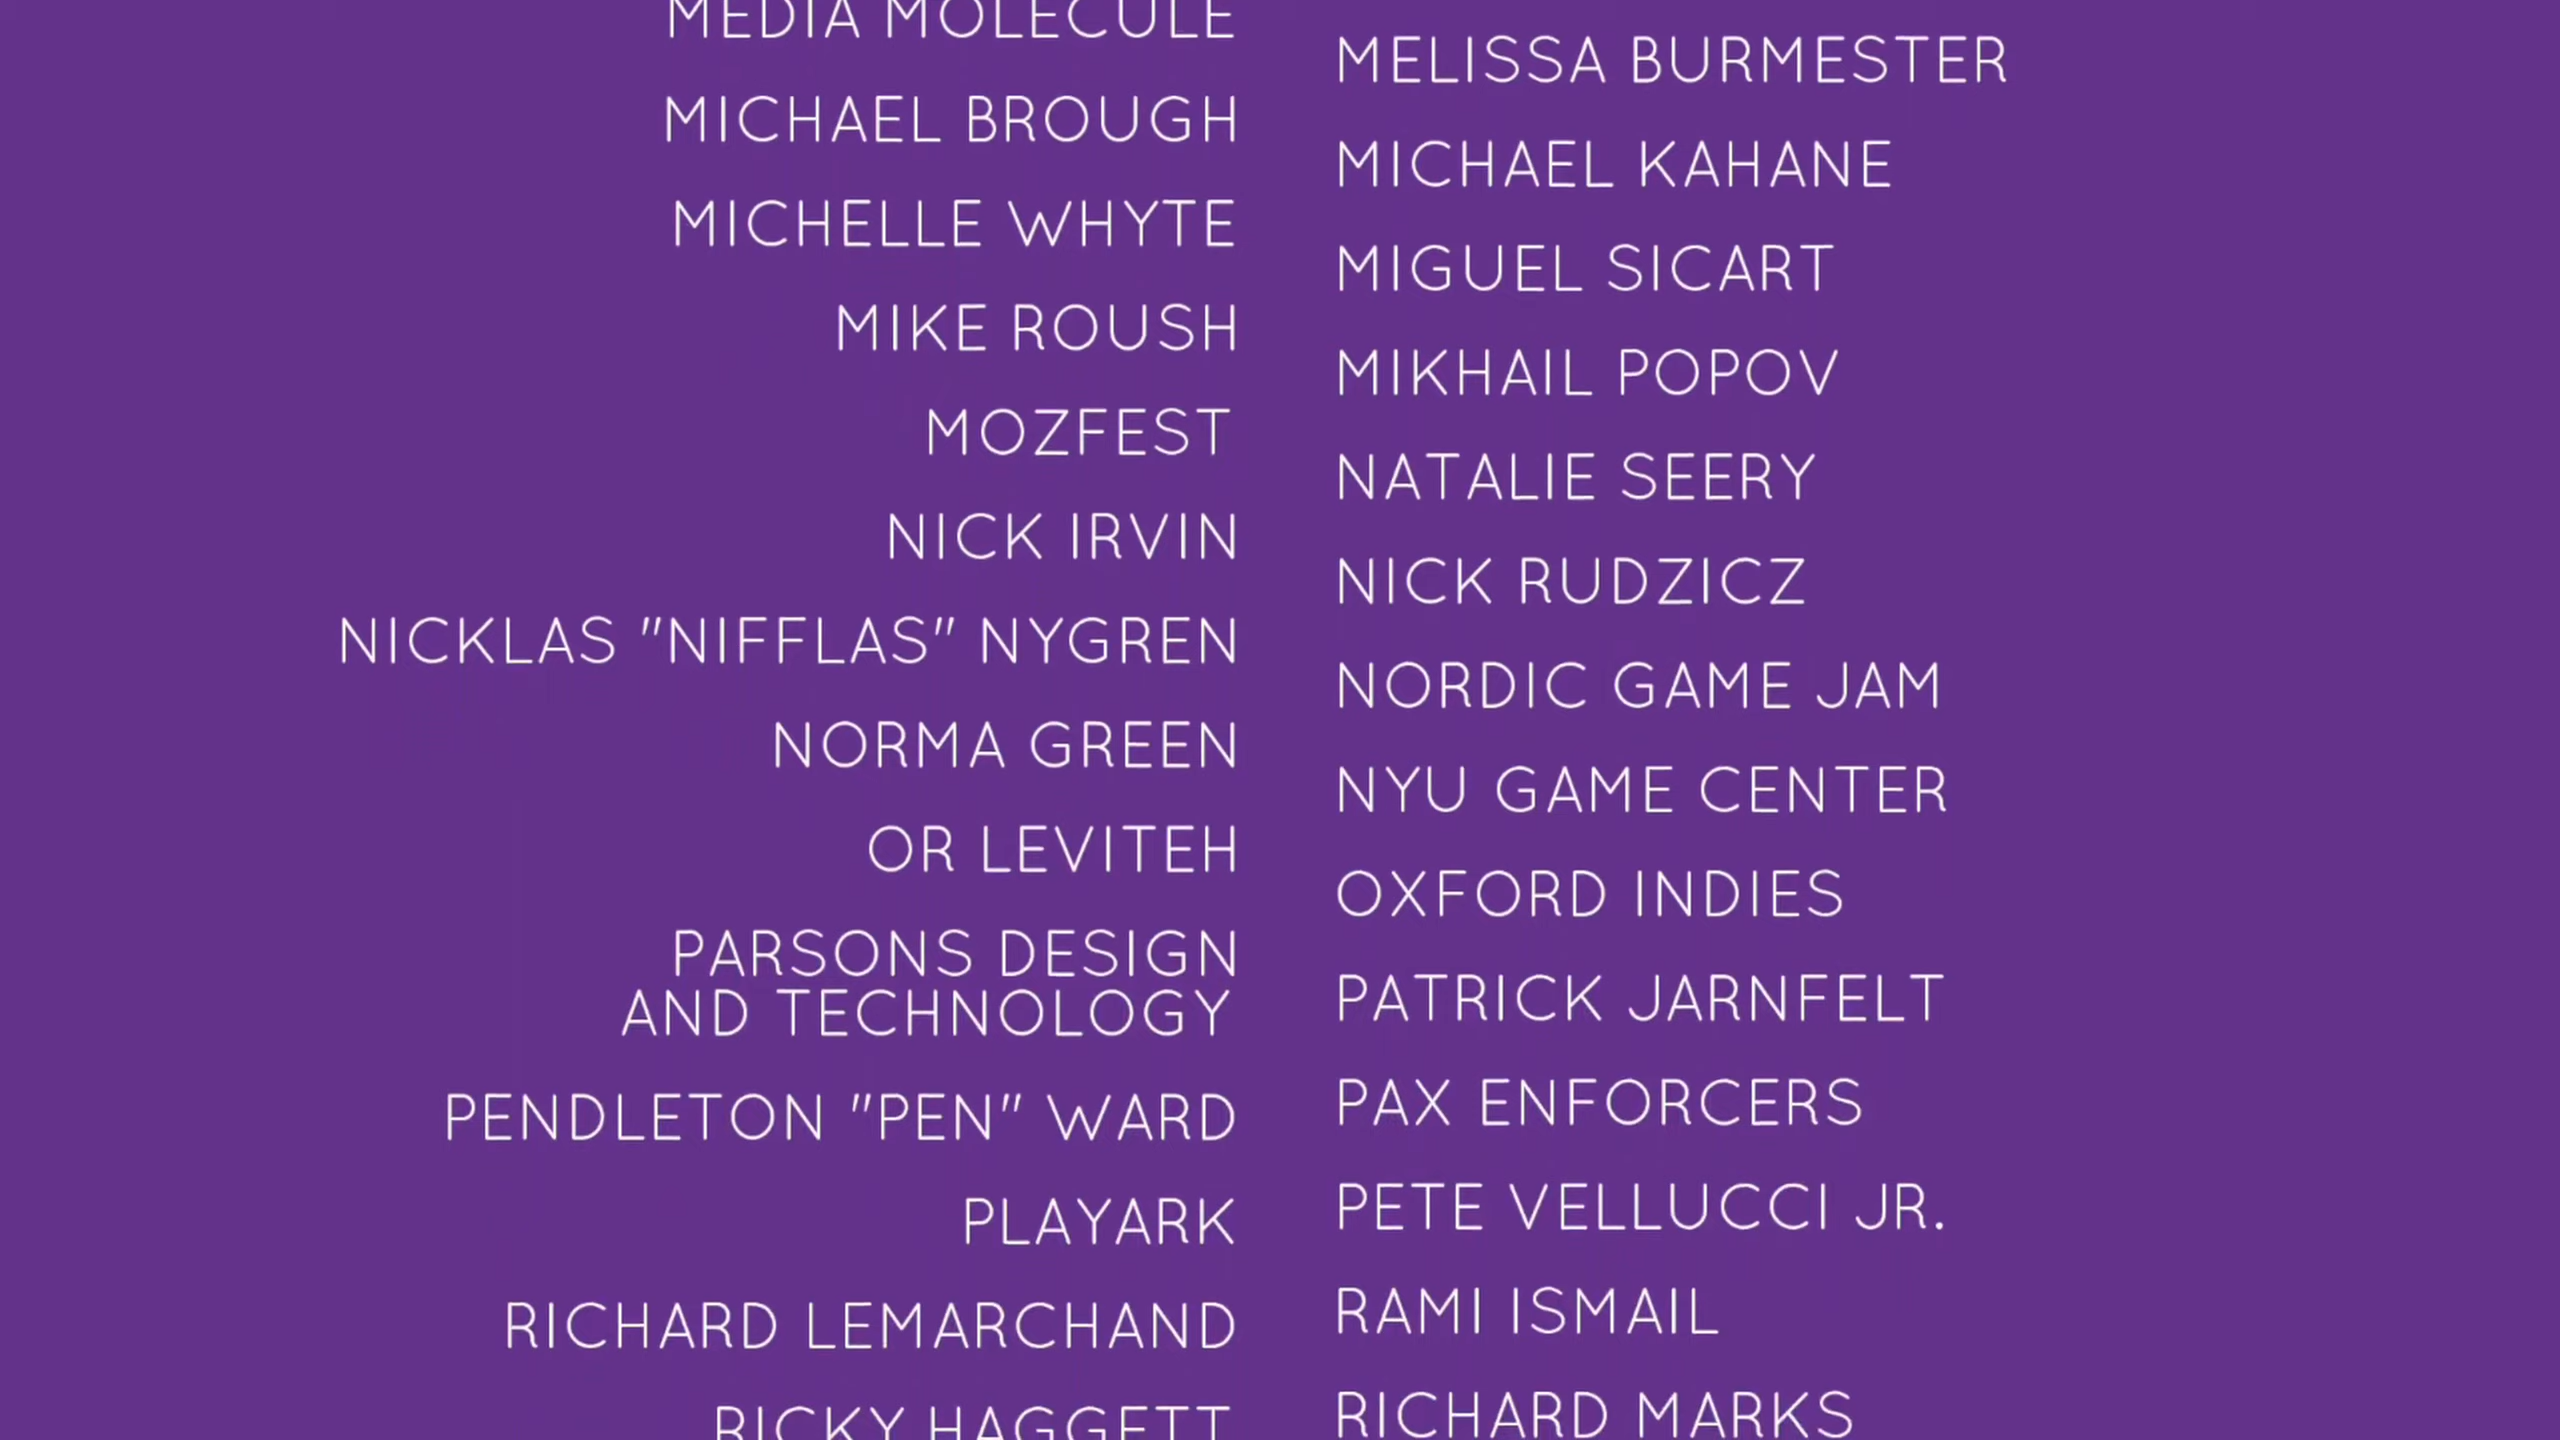 MEDIA MOLECULE
MICHAEL BROUGH
MICHELLE WHYTE
MIKE ROUSH
MOZFEST
NICK IRVIN
NICKLAS "NIFFLAS" NYGREN
NORMA GREEN
OR LEVITEH
PARSONS DESIGN
AND TECHNOLOGY
PENDLETON "PEN" WARD
PLAYARK
RICHARD LEMARCHAND
RICKY HAGGETT
MELISSA BURMESTER
MICHAEL KAHANE
MIGUEL SICART
MIKHAIL POPOV
NATALIE SEERY
NICK RUDZICZ
NORDIC GAME JAM
NYU GAME CENTER
OXFORD INDIES
PATRICK JARNFELT
PAX ENFORCERS
PETE VELLUCCI JR.
RAMI ISMAIL
RICHARD MARKS